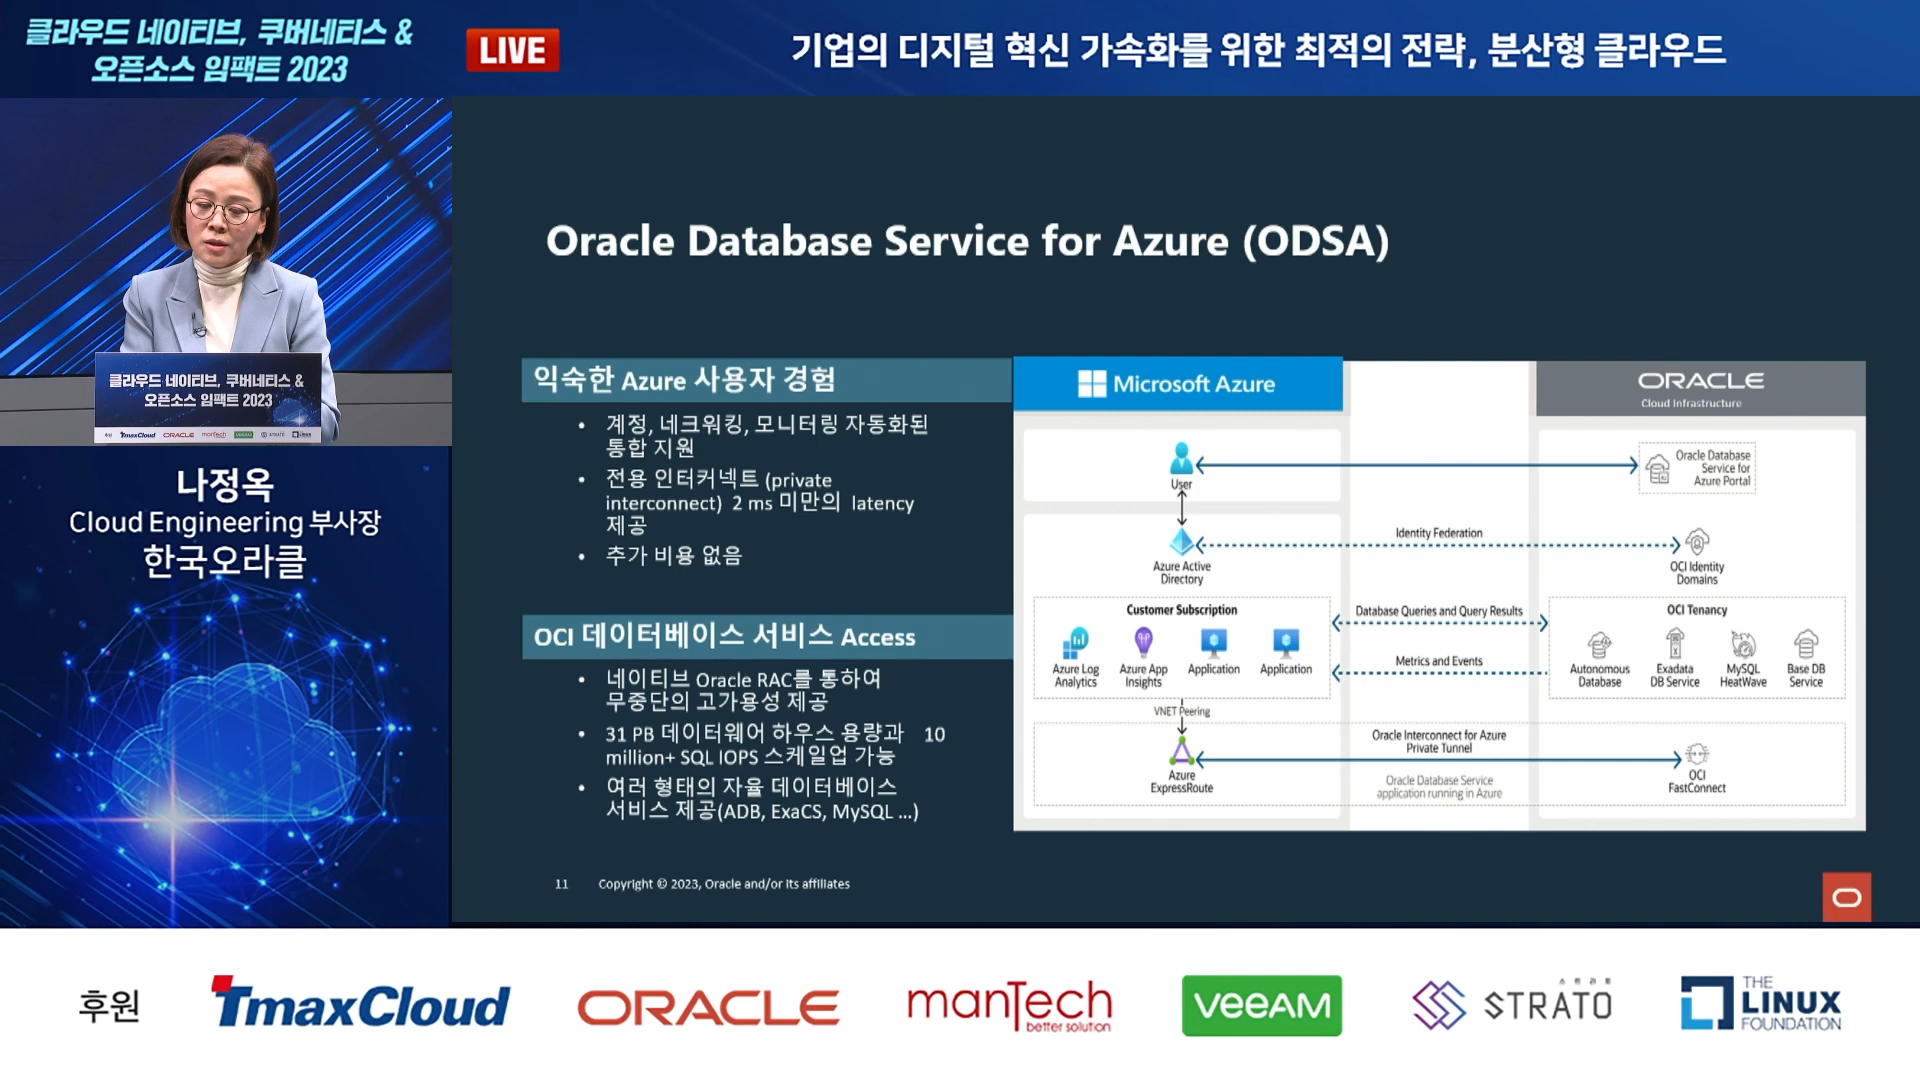 클라우드 네이티브, 쿠버네티스 &
오픈소스 임팩트 2023
LIVE
기업의 디지털 혁신 가속화를 위한 최적의 전략, 분산형 클라우드
클라우드 네이티브, 쿠버네티스 &
오픈소스 임팩트 2023
후원 TmaxCloud ORACLE manTech VEEAM STRATO LINUX
나정옥
Cloud Engineering 부사장
한국오라클
Oracle Database Service for Azure (ODSA)
익숙한 Azure 사용자 경험
• 계정, 네크워킹, 모니터링 자동화된
통합 지원
• 전용 인터커넥트 (private
interconnect) 2 ms 미만의 latency
제공
• 추가 비용 없음
OCI 데이터베이스 서비스 Access
• 네이티브 Oracle RAC를 통하여
무중단의 고가용성 제공
• 31 PB 데이터웨어 하우스 용량과 10
million+ SQL IOPS 스케일업 가능
• 여러 형태의 자율 데이터베이스
서비스 제공(ADB, ExaCS, MySQL ...)
Microsoft Azure
ORACLE
Cloud Infrastructure
User
Oracle Database
Service for
Azure Portal
Identity Federation
Azure Active
Directory
OCI Identity
Domains
Customer Subscription
Azure Log
Analytics
Azure App
Insights
Application
Application
Database Queries and Query Results
Metrics and Events
OCI Tenancy
Autonomous
Database
Exadata
DB Service
MySQL
HeatWave
Base DB
Service
VNET Peering
Azure
ExpressRoute
Oracle Interconnect for Azure
Private Tunnel
Oracle Database Service
application running in Azure
OCI
FastConnect
11 Copyright © 2023, Oracle and/or its affiliates
후원
TmaxCloud
ORACLE
manTech
better solution
VEEAM
스트라토
STRATO
THE
LINUX
FOUNDATION